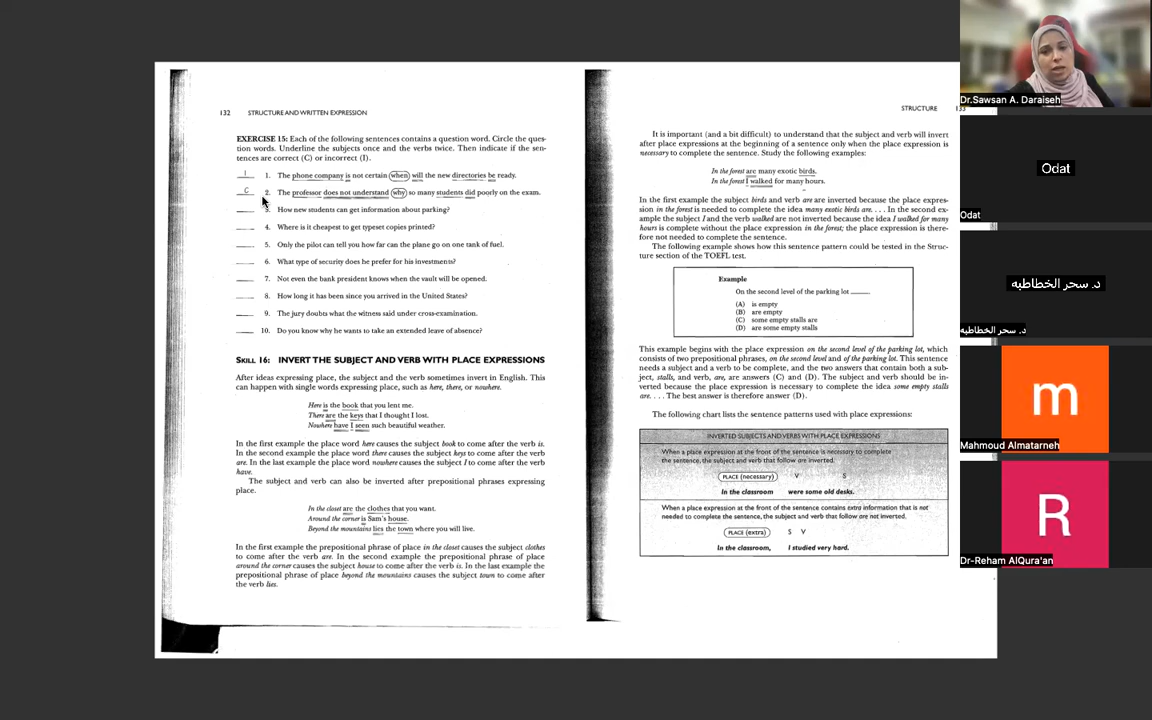 132 STRUCTURE AND WRITTEN EXPRESSION
EXERCISE 15: Each of the following sentences contains a question word. Circle the ques-
tion words. Underline the subjects once and the verbs twice. Then indicate if the sen-
tences are correct (C) or incorrect (I).
I 1. The phone company is not certain when will the new directories be ready.
C 2. The professor does not understand why so many students did poorly on the exam.
3. How new students can get information about parking?
4. Where is it cheapest to get typeset copies printed?
5. Only the pilot can tell you how far can the plane go on one tank of fuel.
6. What type of security does he prefer for his investments?
7. Not even the bank president knows when the vault will be opened.
8. How long it has been since you arrived in the United States?
9. The jury doubts what the witness said under cross-examination.
10. Do you know why he wants to take an extended leave of absence?
SKILL 16: INVERT THE SUBJECT AND VERB WITH PLACE EXPRESSIONS
After ideas expressing place, the subject and the verb sometimes invert in English. This
can happen with single words expressing place, such as here, there, or nowhere.
Here is the book that you lent me.
There are the keys that I thought I lost.
Nowhere have I seen such beautiful weather.
In the first example the place word here causes the subject book to come after the verb is.
In the second example the place word there causes the subject keys to come after the verb
are. In the last example the place word nowhere causes the subject I to come after the verb
have.
The subject and verb can also be inverted after prepositional phrases expressing
place.
In the closet are the clothes that you want.
Around the corner is Sam's house.
Beyond the mountains lies the town where you will live.
In the first example the prepositional phrase of place in the closet causes the subject clothes
to come after the verb are. In the second example the prepositional phrase of place
around the corner causes the subject house to come after the verb is. In the last example the
prepositional phrase of place beyond the mountains causes the subject town to come after
the verb lies.
STRUCTURE 133
It is important (and a bit difficult) to understand that the subject and verb will invert
after place expressions at the beginning of a sentence only when the place expression is
necessary to complete the sentence. Study the following examples:
In the forest are many exotic birds.
In the forest I walked for many hours.
In the first example the subject birds and verb are are inverted because the place expres-
sion in the forest is needed to complete the idea many exotic birds are. . . . In the second ex-
ample the subject I and the verb walked are not inverted because the idea I walked for many
hours is complete without the place expression in the forest; the place expression is there-
fore not needed to complete the sentence.
The following example shows how this sentence pattern could be tested in the Struc-
ture section of the TOEFL test.
Example
On the second level of the parking lot ______
(A) is empty
(B) are empty
(C) some empty stalls are
(D) are some empty stalls
This example begins with the place expression on the second level of the parking lot, which
consists of two prepositional phrases, on the second level and of the parking lot. This sentence
needs a subject and a verb to be complete, and the two answers that contain both a sub-
ject, stalls, and verb, are, are answers (C) and (D). The subject and verb should be in-
verted because the place expression is necessary to complete the idea some empty stalls
are. . . . The best answer is therefore answer (D).
The following chart lists the sentence patterns used with place expressions:
INVERTED SUBJECTS AND VERBS WITH PLACE EXPRESSIONS
When a place expression at the front of the sentence is necessary to complete
the sentence, the subject and verb that follow are inverted.
PLACE (necessary) V S
In the classroom were some old desks.
When a place expression at the front of the sentence contains extra information that is not
needed to complete the sentence, the subject and verb that follow are not inverted.
PLACE (extra) S V
In the classroom, I studied very hard.
Dr.Sawsan A. Daraiseh
Odat
Odat
د. سحر الخطاطبه
د. سحر الخطاطبه
m
Mahmoud Almatarneh
R
Dr-Reham AlQura'an